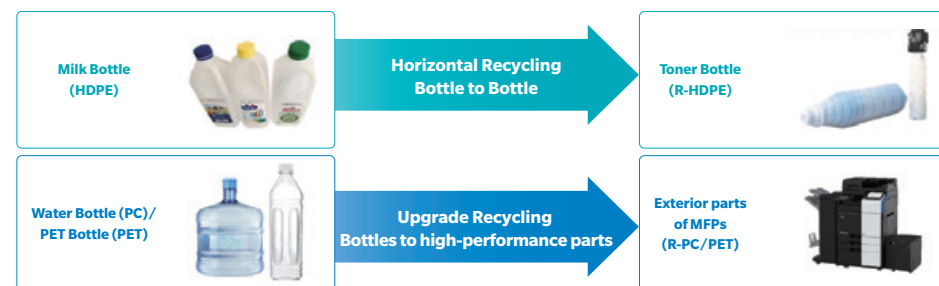 Milk Bottle
(HDPE)
Horizontal Recycling
Bottle to Bottle
Toner Bottle
(R-HDPE)
Water Bottle (PC)/
PET Bottle (PET)
Upgrade Recycling
Bottles to high-performance parts
Exterior parts
of MFPs
(R-PC/PET)